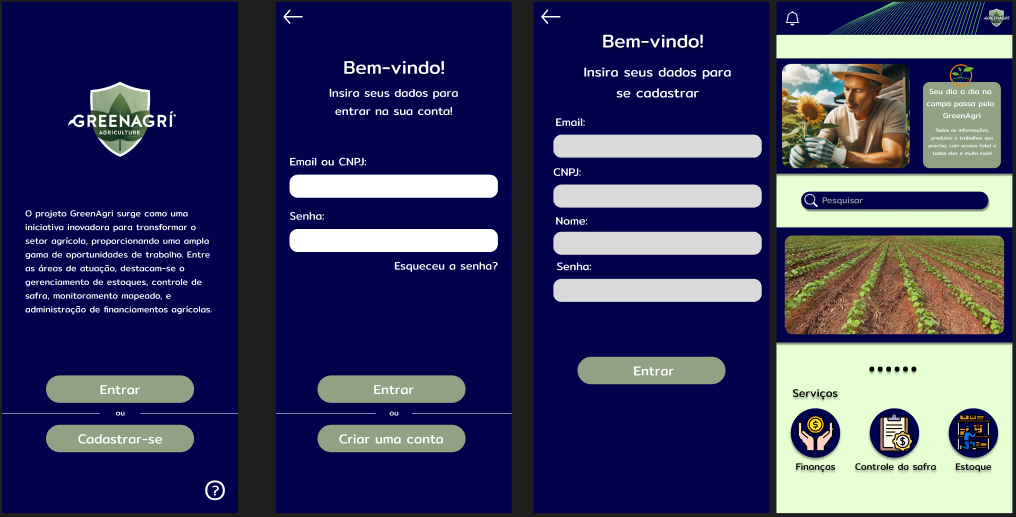 GREENAGRI
AGRICULTURE
O projeto GreenAgri surge como uma
iniciativa inovadora para transformar o
setor agrícola, proporcionando uma ampla
gama de oportunidades de trabalho. Entre
as áreas de atuação, destacam-se o
gerenciamento de estoques, controle de
safra, monitoramento mapeado, e
administração de financiamentos agrícolas.
Entrar
ou
Cadastrar-se
?
Bem-vindo!
Insira seus dados para
entrar na sua conta!
Email ou CNPJ:
Senha:
Esqueceu a senha?
Entrar
ou
Criar uma conta
Bem-vindo!
Insira seus dados para
se cadastrar
Email:
CNPJ:
Nome:
Senha:
Entrar
GREENAGRI
Seu dia a dia no
campo passa pelo
GreenAgri
Todas as informações,
produtos e trabalhos que
precisa, com acesso total a
todos eles e muito mais!
Pesquisar
Serviços
Finanças
Controle da safra
Estoque